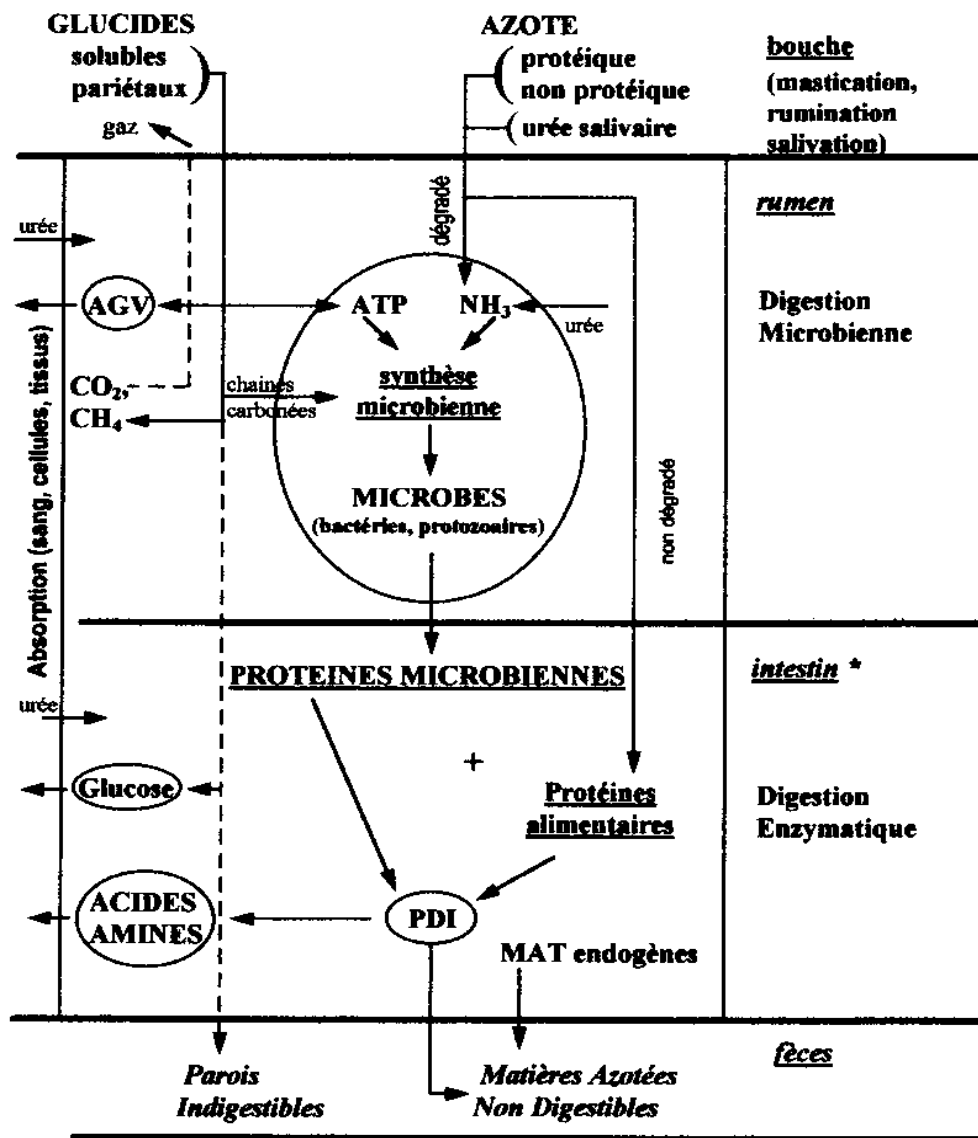 GLUCIDES
solubles
pariétaux
gaz
AZOTE
protéique
non protéique
urée salivaire
bouche
(mastication,
rumination
salivation)
urée
AGV
CO2,
CH4
Absorption (sang, cellules, tissus)
chaines
carbonées
dégradé
ATP
NH3
urée
synthèse
microbienne
MICROBES
(bactéries, protozoaires)
non dégradé
rumen
Digestion
Microbienne
PROTEINES MICROBIENNES
intestin *
urée
+
Glucose
Protéines
alimentaires
Digestion
Enzymatique
ACIDES
AMINES
PDI
MAT endogènes
Parois
Indigestibles
Matières Azotées
Non Digestibles
fèces